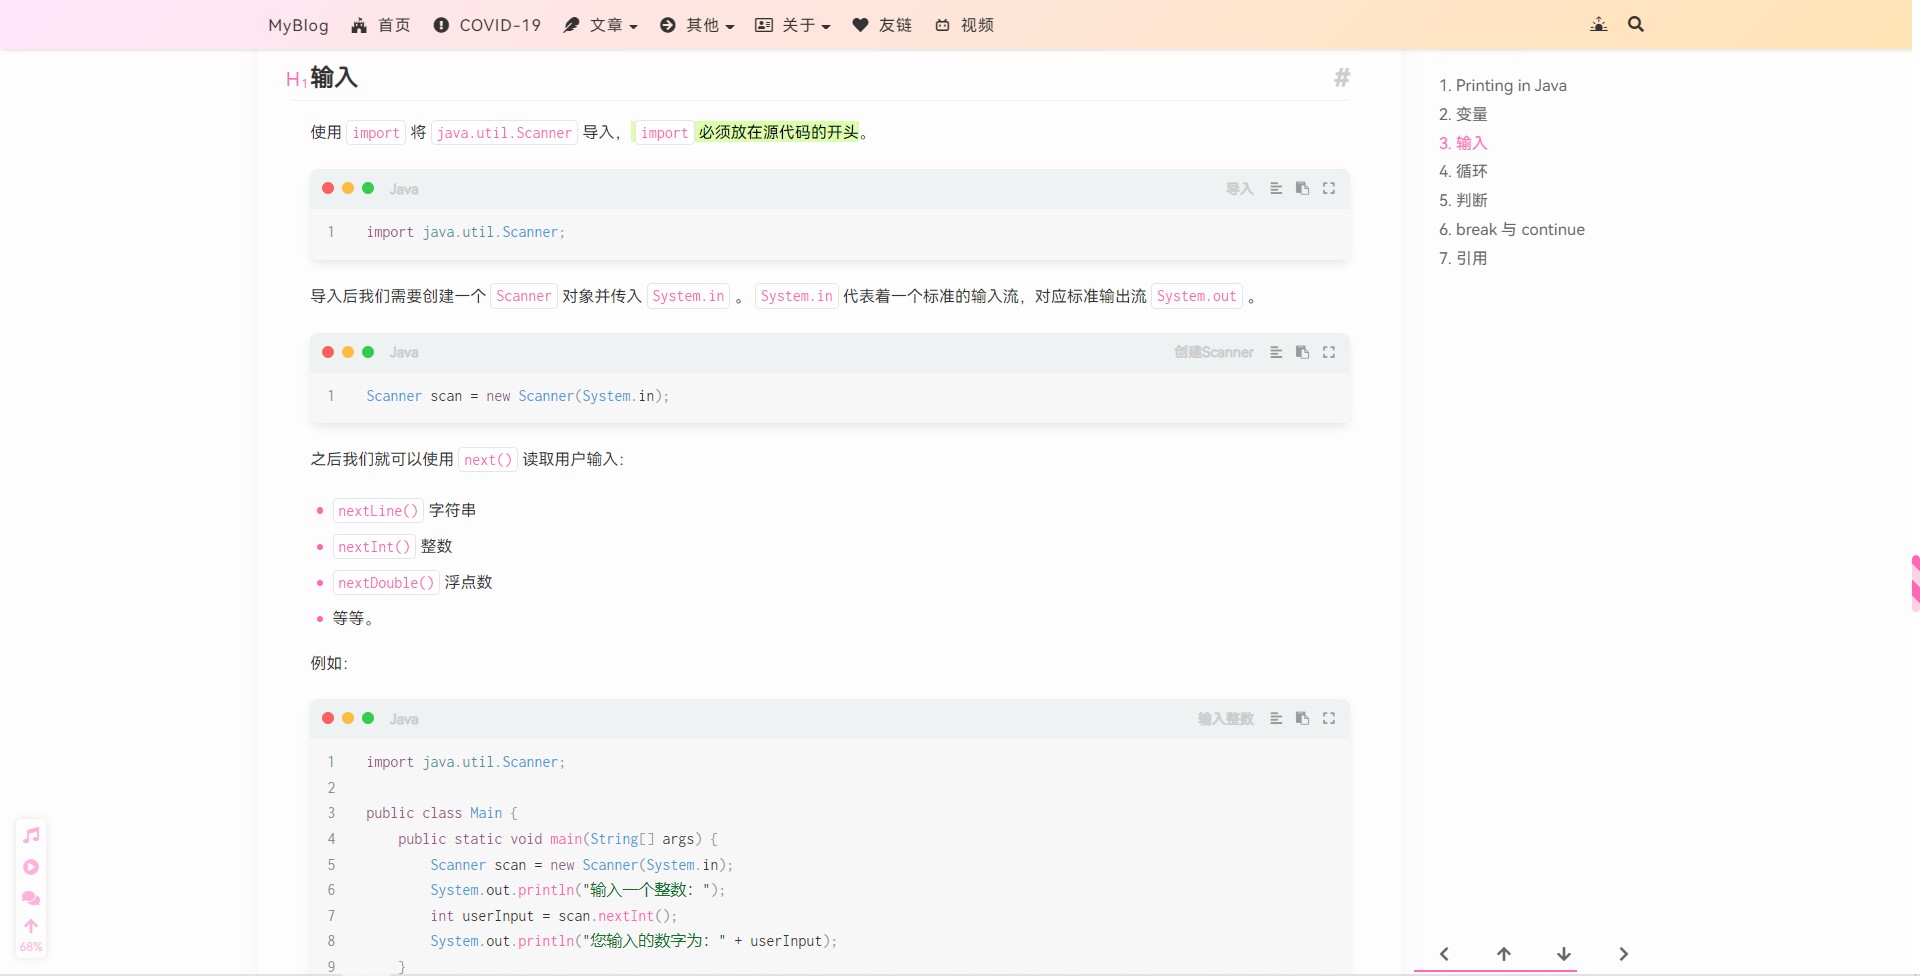 MyBlog 首页 COVID-19 文章 其他 关于 友链 视频
H1 输入 #
使用 import 将 java.util.Scanner 导入， import 必须放在源代码的开头。
Java 导入
1 import java.util.Scanner;
导入后我们需要创建一个 Scanner 对象并传入 System.in 。 System.in 代表着一个标准的输入流，对应标准输出流 System.out 。
Java 创建Scanner
1 Scanner scan = new Scanner(System.in);
之后我们就可以使用 next() 读取用户输入：
nextLine() 字符串
nextInt() 整数
nextDouble() 浮点数
等等。
例如：
Java 输入整数
1 import java.util.Scanner;
2
3 public class Main {
4 public static void main(String[] args) {
5 Scanner scan = new Scanner(System.in);
6 System.out.println("输入一个整数：");
7 int userInput = scan.nextInt();
8 System.out.println("您输入的数字为：" + userInput);
9 }
1. Printing in Java
2. 变量
3. 输入
4. 循环
5. 判断
6. break 与 continue
7. 引用
68%